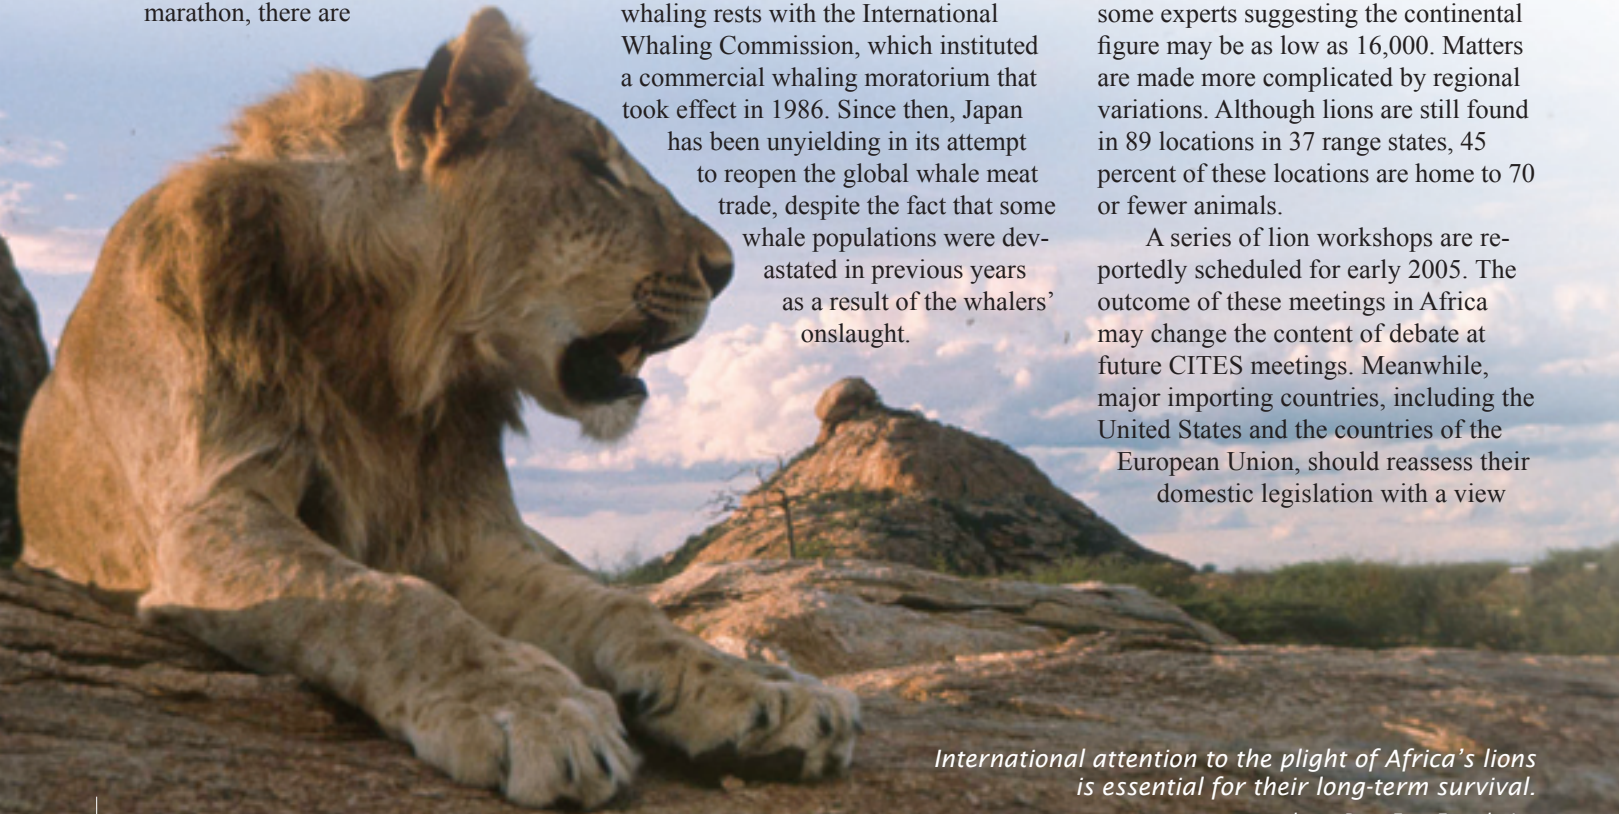 marathon, there are
whaling rests with the International
Whaling Commission, which instituted
a commercial whaling moratorium that
took effect in 1986. Since then, Japan
has been unyielding in its attempt
to reopen the global whale meat
trade, despite the fact that some
whale populations were dev-
astated in previous years
as a result of the whalers’
onslaught.
some experts suggesting the continental
figure may be as low as 16,000. Matters
are made more complicated by regional
variations. Although lions are still found
in 89 locations in 37 range states, 45
percent of these locations are home to 70
or fewer animals.
A series of lion workshops are re-
portedly scheduled for early 2005. The
outcome of these meetings in Africa
may change the content of debate at
future CITES meetings. Meanwhile,
major importing countries, including the
United States and the countries of the
European Union, should reassess their
domestic legislation with a view
International attention to the plight of Africa’s lions
is essential for their long-term survival.